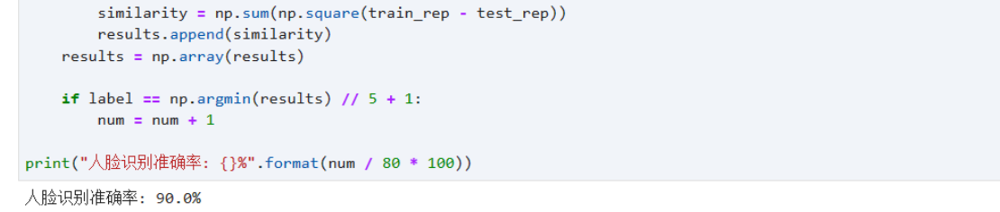 similarity = np.sum(np.square(train_rep - test_rep))
        results.append(similarity)
    results = np.array(results)

    if label == np.argmin(results) // 5 + 1:
        num = num + 1

print("人脸识别准确率: {}%".format(num / 80 * 100))
人脸识别准确率: 90.0%